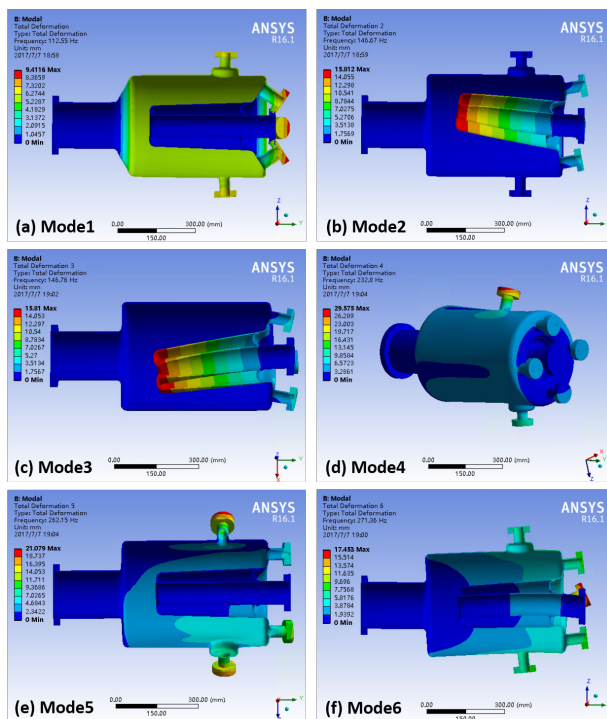 B: Modal
Total Deformation
Type: Total Deformation
Frequency: 112.55 Hz
Unit: mm
2017/7/7 18:58
9.4116 Max
8.3659
7.3202
6.2744
5.2287
4.1829
3.1372
2.0915
1.0457
0 Min
ANSYS
R16.1
Z
Y
(a) Mode1
0.00
300.00 (mm)
150.00
B: Modal
Total Deformation 2
Type: Total Deformation
Frequency: 146.67 Hz
Unit: mm
2017/7/7 18:59
15.812 Max
14.055
12.298
10.541
8.7844
7.0275
5.2706
3.5138
1.7569
0 Min
ANSYS
R16.1
Z
Y
(b) Mode2
0.00
300.00 (mm)
150.00
B: Modal
Total Deformation 3
Type: Total Deformation
Frequency: 146.76 Hz
Unit: mm
2017/7/7 19:02
15.81 Max
14.053
12.297
10.54
8.7834
7.0267
5.27
3.5134
1.7567
0 Min
ANSYS
R16.1
Y
X
(c) Mode3
0.00
300.00 (mm)
150.00
B: Modal
Total Deformation 4
Type: Total Deformation
Frequency: 232.8 Hz
Unit: mm
2017/7/7 19:04
29.575 Max
26.289
23.003
19.717
16.431
13.145
9.8584
6.5723
3.2861
0 Min
ANSYS
R16.1
X
Y
Z
(d) Mode4
0.00
300.00 (mm)
150.00
B: Modal
Total Deformation 5
Type: Total Deformation
Frequency: 262.15 Hz
Unit: mm
2017/7/7 19:04
21.079 Max
18.737
16.395
14.053
11.711
9.3686
7.0265
4.6843
2.3422
0 Min
ANSYS
R16.1
Y
Z
(e) Mode5
0.00
300.00 (mm)
150.00
B: Modal
Total Deformation 6
Type: Total Deformation
Frequency: 271.36 Hz
Unit: mm
2017/7/7 19:00
17.453 Max
15.514
13.574
11.635
9.696
7.7568
5.8176
3.8784
1.9392
0 Min
ANSYS
R16.1
Z
Y
(f) Mode6
0.00
300.00 (mm)
150.00